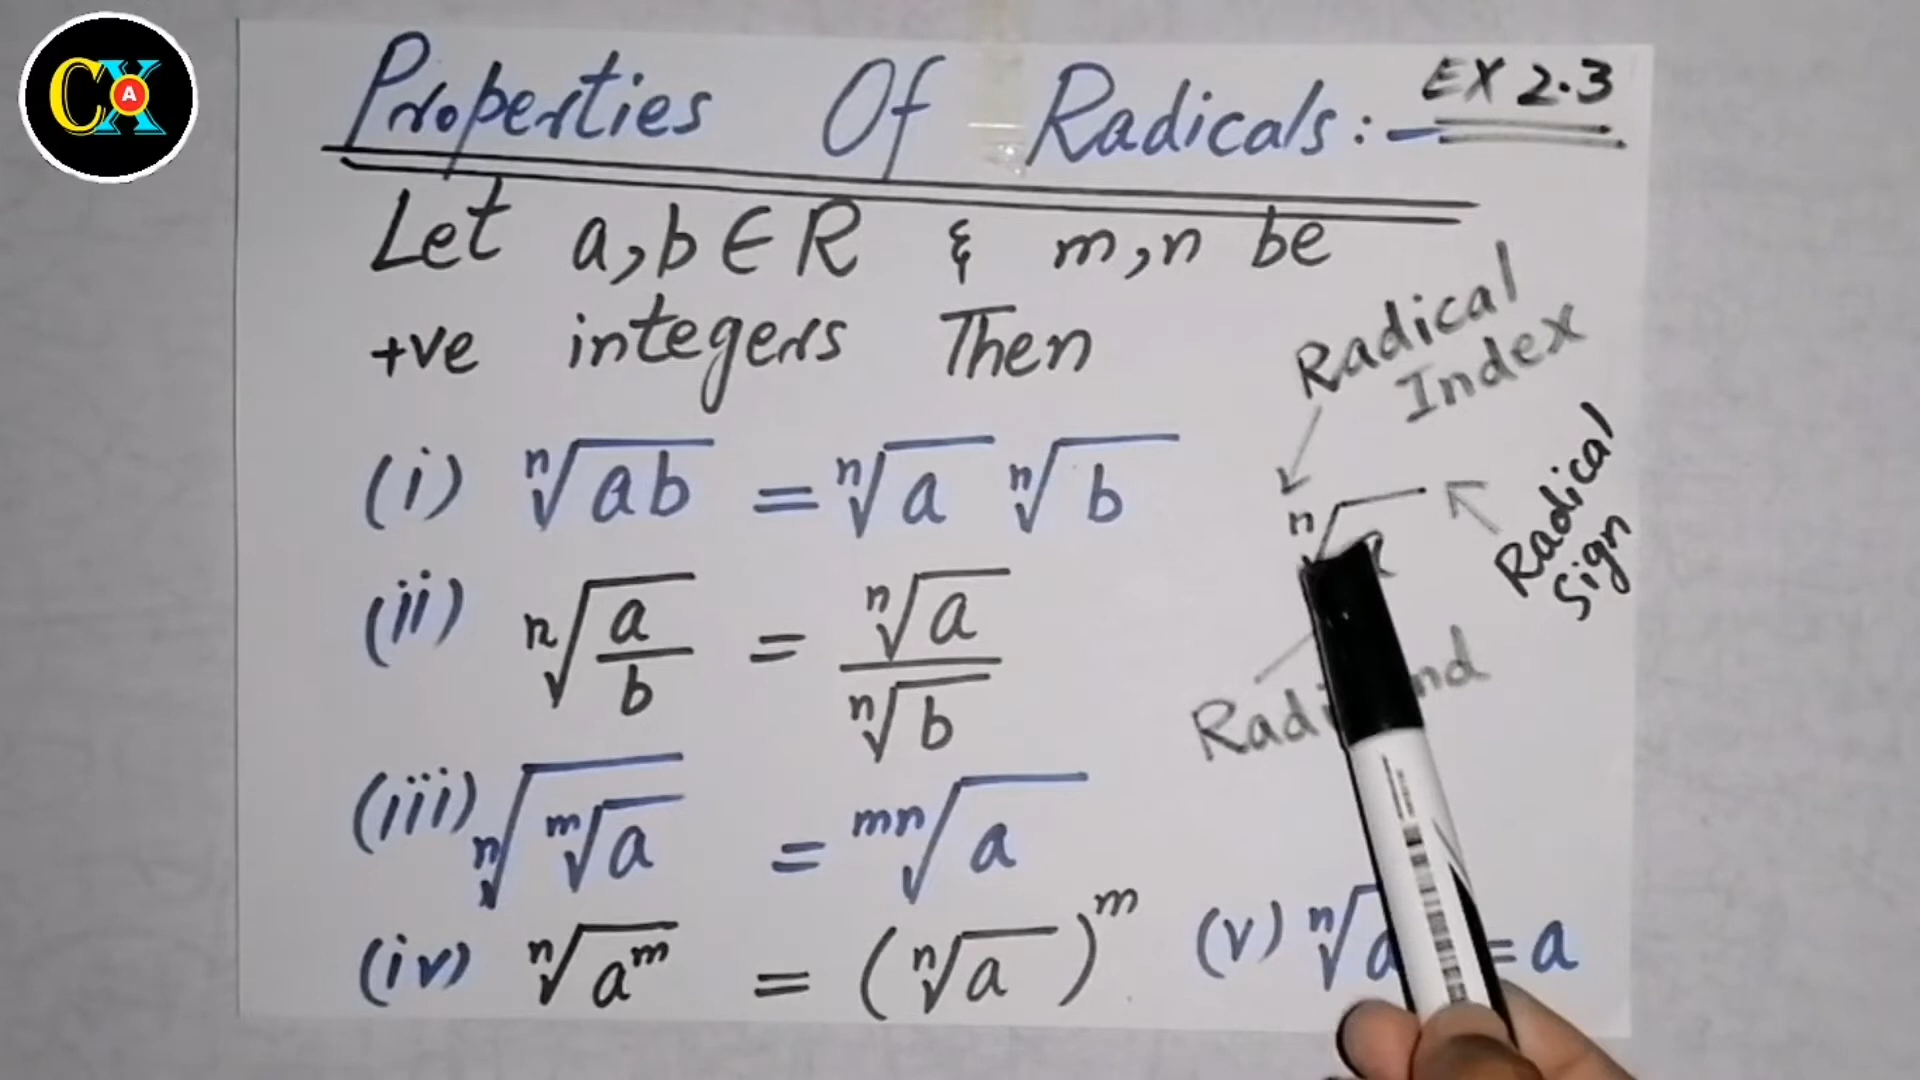 CXA
Properties Of Radicals:-
EX 2.3
Let a,b ∈ R & m,n be
+ve integers Then
(i) ⁿ√ab = ⁿ√a ⁿ√b
(ii) ⁿ√(a/b) = ⁿ√a / ⁿ√b
(iii) ⁿ√(ᵐ√a) = ᵐⁿ√a
(iv) ⁿ√aᵐ = (ⁿ√a)ᵐ
(v) ⁿ√a = a
Radical
Index
n√
Radical
Sign